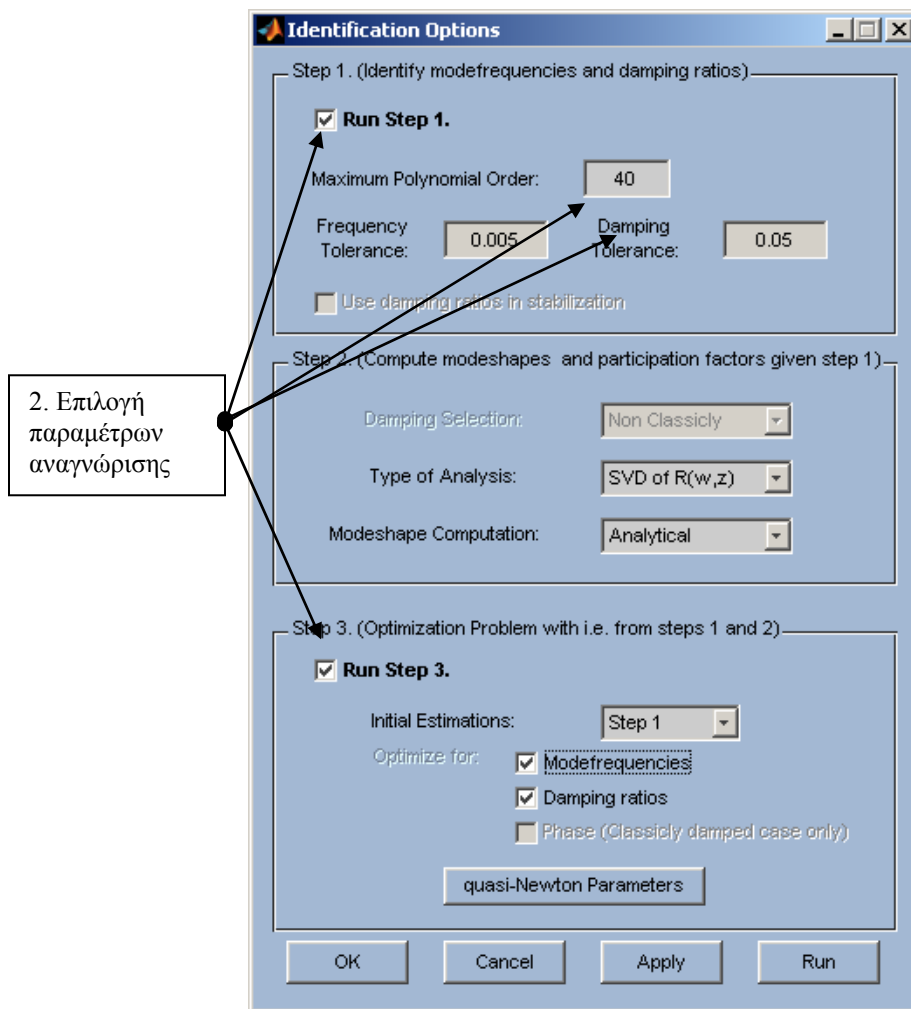 Identification Options
Step 1. (Identify modefrequencies and damping ratios)
Run Step 1.
Maximum Polynomial Order: 40
Frequency Tolerance: 0.005 Damping Tolerance: 0.05
Use damping ratios in stabilization
Step 2. (Compute modeshapes and participation factors given step 1)
2. Επιλογή
παραμέτρων
αναγνώρισης
Damping Selection: Non Classicly
Type of Analysis: SVD of R(w,z)
Modeshape Computation: Analytical
Step 3. (Optimization Problem with i.e. from steps 1 and 2)
Run Step 3.
Initial Estimations: Step 1
Optimize for: Modefrequencies
Damping ratios
Phase (Classicly damped case only)
quasi-Newton Parameters
OK Cancel Apply Run